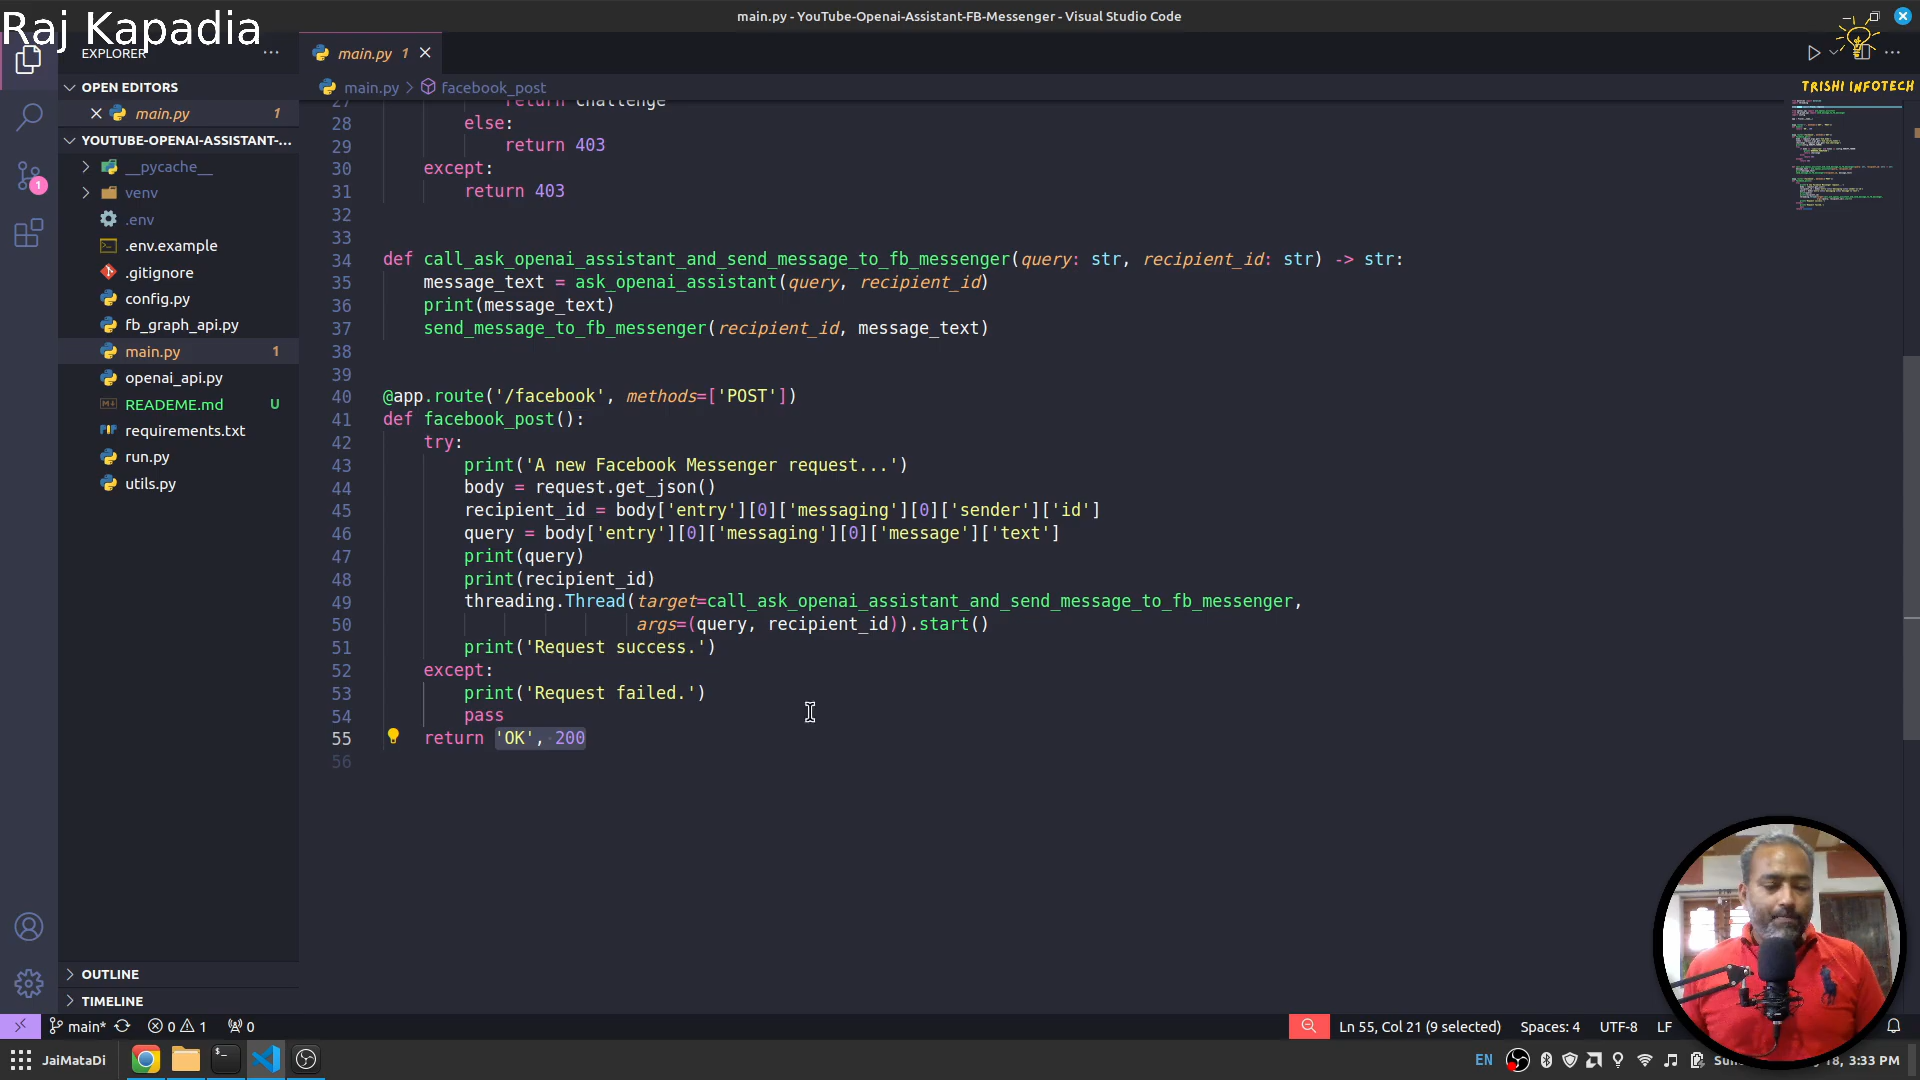 Raj Kapadia
main.py - YouTube-Openai-Assistant-FB-Messenger - Visual Studio Code
EXPLORER
main.py 1
TRISHI INFOTECH
OPEN EDITORS
main.py 1
YOUTUBE-OPENAI-ASSISTANT-...
__pycache__
venv
.env
.env.example
.gitignore
config.py
fb_graph_api.py
main.py 1
openai_api.py
READEME.md U
requirements.txt
run.py
utils.py
OUTLINE
TIMELINE
main.py > facebook_post
27 return challenge
28 else:
29 return 403
30 except:
31 return 403
32
33
34 def call_ask_openai_assistant_and_send_message_to_fb_messenger(query: str, recipient_id: str) -> str:
35 message_text = ask_openai_assistant(query, recipient_id)
36 print(message_text)
37 send_message_to_fb_messenger(recipient_id, message_text)
38
39
40 @app.route('/facebook', methods=['POST'])
41 def facebook_post():
42 try:
43 print('A new Facebook Messenger request...')
44 body = request.get_json()
45 recipient_id = body['entry'][0]['messaging'][0]['sender']['id']
46 query = body['entry'][0]['messaging'][0]['message']['text']
47 print(query)
48 print(recipient_id)
49 threading.Thread(target=call_ask_openai_assistant_and_send_message_to_fb_messenger,
50 args=(query, recipient_id)).start()
51 print('Request success.')
52 except:
53 print('Request failed.')
54 pass
55 return 'OK', 200
56
main* 0 1 0
Ln 55, Col 21 (9 selected) Spaces: 4 UTF-8 LF
JaiMataDi
EN
18, 3:33 PM